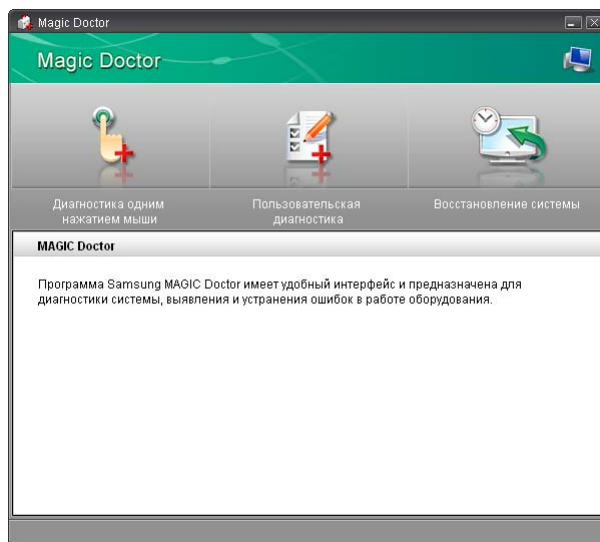 Magic Doctor
Magic Doctor
Диагностика одним
нажатием мыши
Пользовательская
диагностика
Восстановление системы
MAGIC Doctor
Программа Samsung MAGIC Doctor имеет удобный интерфейс и предназначена для
диагностики системы, выявления и устранения ошибок в работе оборудования.